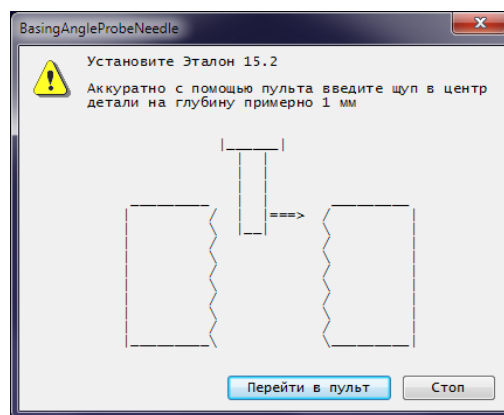 BasingAngleProbeNeedle
Установите Эталон 15.2
Аккуратно с помощью пульта введите щуп в центр
детали на глубину примерно 1 мм
Перейти в пульт
Стоп